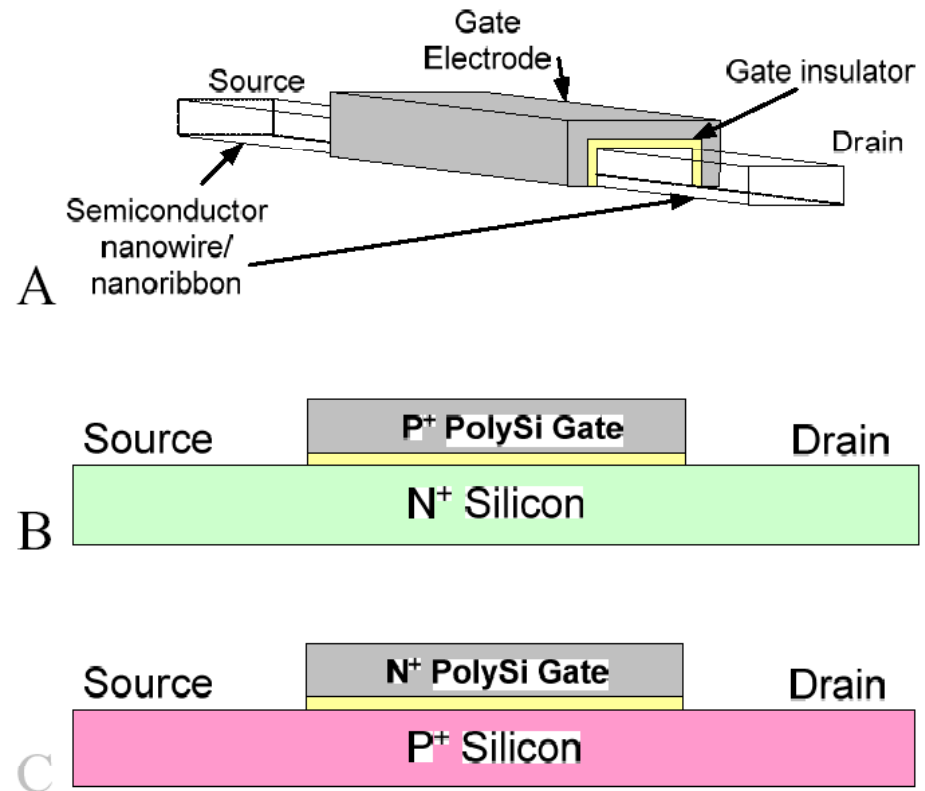 Gate
Electrode
Source
Gate insulator
Drain
Semiconductor
nanowire/
nanoribbon
A
P⁺ PolySi Gate
Source
Drain
N⁺ Silicon
B
N⁺ PolySi Gate
Source
Drain
P⁺ Silicon
C